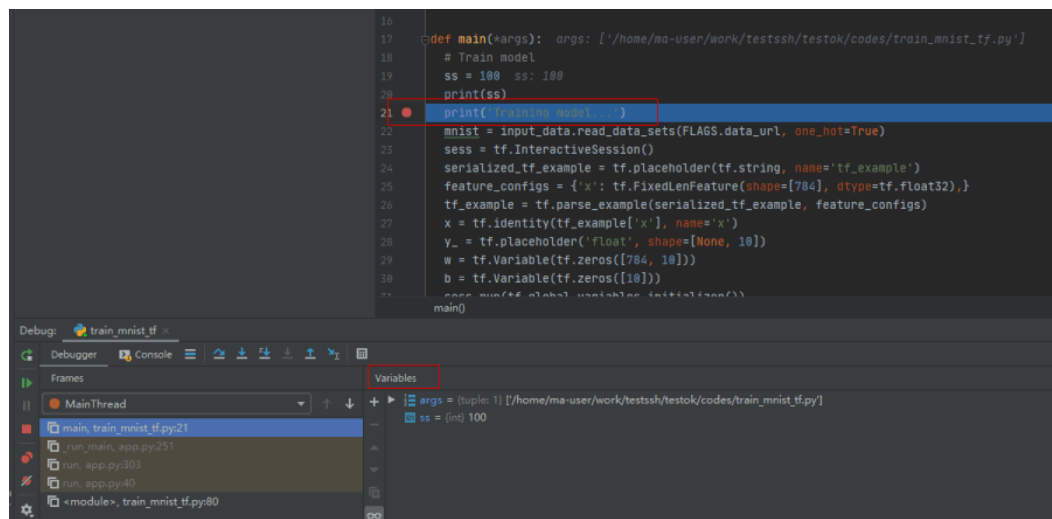 16
17 def main(*args): args: ['/home/ma-user/work/testssh/testok/codes/train_mnist_tf.py']
18 # Train model
19 ss = 100 ss: 100
20 print(ss)
21 print('Training model...')
22 mnist = input_data.read_data_sets(FLAGS.data_url, one_hot=True)
23 sess = tf.InteractiveSession()
24 serialized_tf_example = tf.placeholder(tf.string, name='tf_example')
25 feature_configs = {'x': tf.FixedLenFeature(shape=[784], dtype=tf.float32),}
26 tf_example = tf.parse_example(serialized_tf_example, feature_configs)
27 x = tf.identity(tf_example['x'], name='x')
28 y_ = tf.placeholder('float', shape=[None, 10])
29 w = tf.Variable(tf.zeros([784, 10]))
30 b = tf.Variable(tf.zeros([10]))
31 sess.run(tf.global_variables_initializer())
main()
Debug: train_mnist_tf ×
Debugger Console
Frames Variables
MainThread
args = {tuple: 1} ['/home/ma-user/work/testssh/testok/codes/train_mnist_tf.py']
ss = {int} 100
main, train_mnist_tf.py:21
_run_main, app.py:251
run, app.py:303
run, app.py:40
<module>, train_mnist_tf.py:80